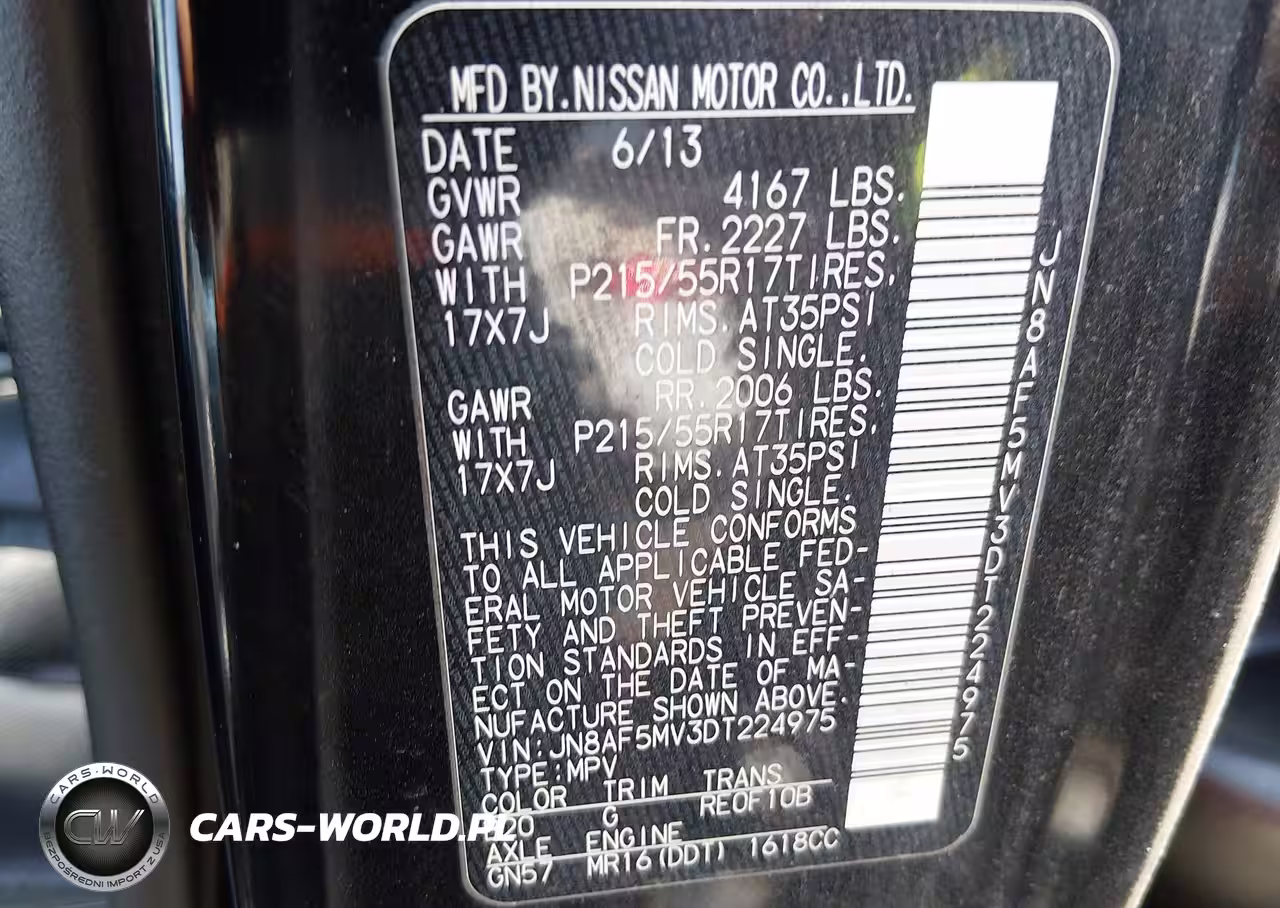 MFD BY.NISSAN MOTOR CO.,LTD.
DATE 6/13
GVWR 4167 LBS.
GAWR FR. 2227 LBS.
WITH P215/55R17TIRES.
17X7J RIMS. AT35PSI
COLD SINGLE.
GAWR RR. 2006 LBS.
WITH P215/55R17TIRES.
17X7J RIMS. AT35PSI
COLD SINGLE.
THIS VEHICLE CONFORMS
TO ALL APPLICABLE FED-
ERAL MOTOR VEHICLE SA-
FETY AND THEFT PREVEN-
TION STANDARDS IN EFF-
ECT ON THE DATE OF MA-
NUFACTURE SHOWN ABOVE.
VIN:JN8AF5MV3DT224975
TYPE:MPV
COLOR TRIM TRANS
G RE0F10B
AXLE ENGINE
GN57 MR16(DDT) 1618CC
JN8AF5MV3DT224975
CARS-WORLD
CW
BEZPOŚREDNI IMPORT Z USA
CARS-WORLD.PL